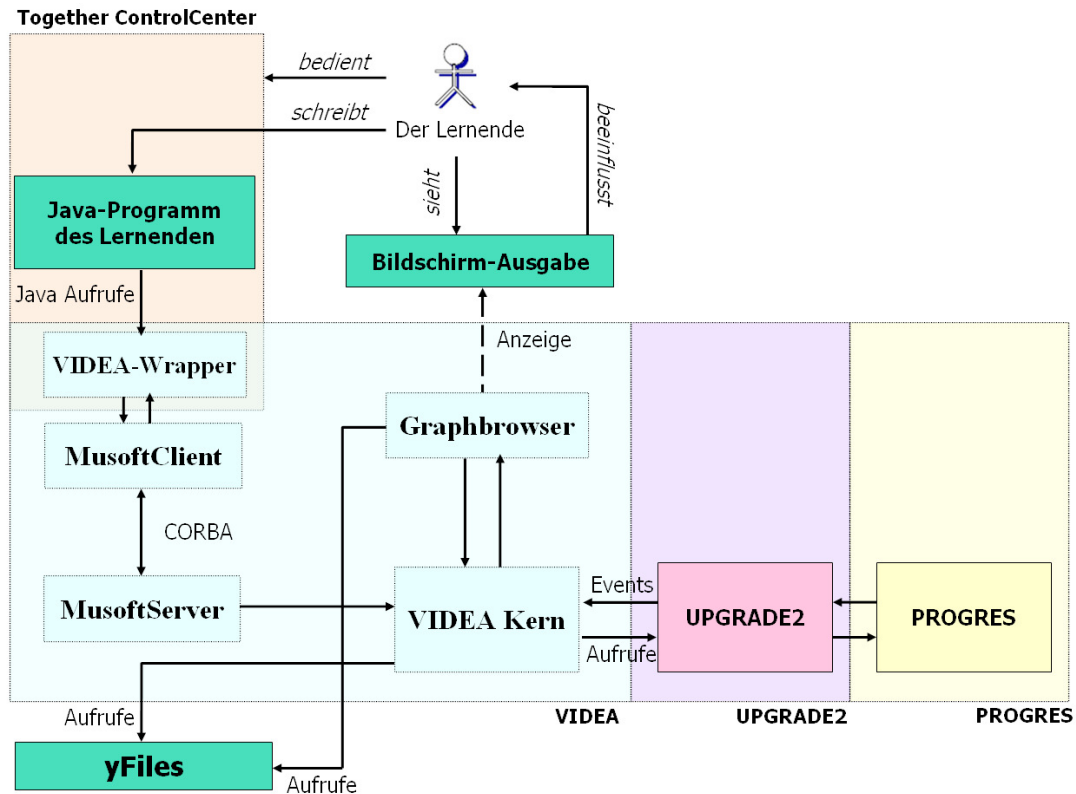 Together ControlCenter
bedient
schreibt
Der Lernende
beeinflusst
sieht
Java-Programm
des Lernenden
Bildschirm-Ausgabe
Java Aufrufe
Anzeige
VIDEA-Wrapper
Graphbrowser
MusoftClient
CORBA
MusoftServer
VIDEA Kern
Events
Aufrufe
UPGRADE2
PROGRES
VIDEA
UPGRADE2
PROGRES
Aufrufe
yFiles
Aufrufe